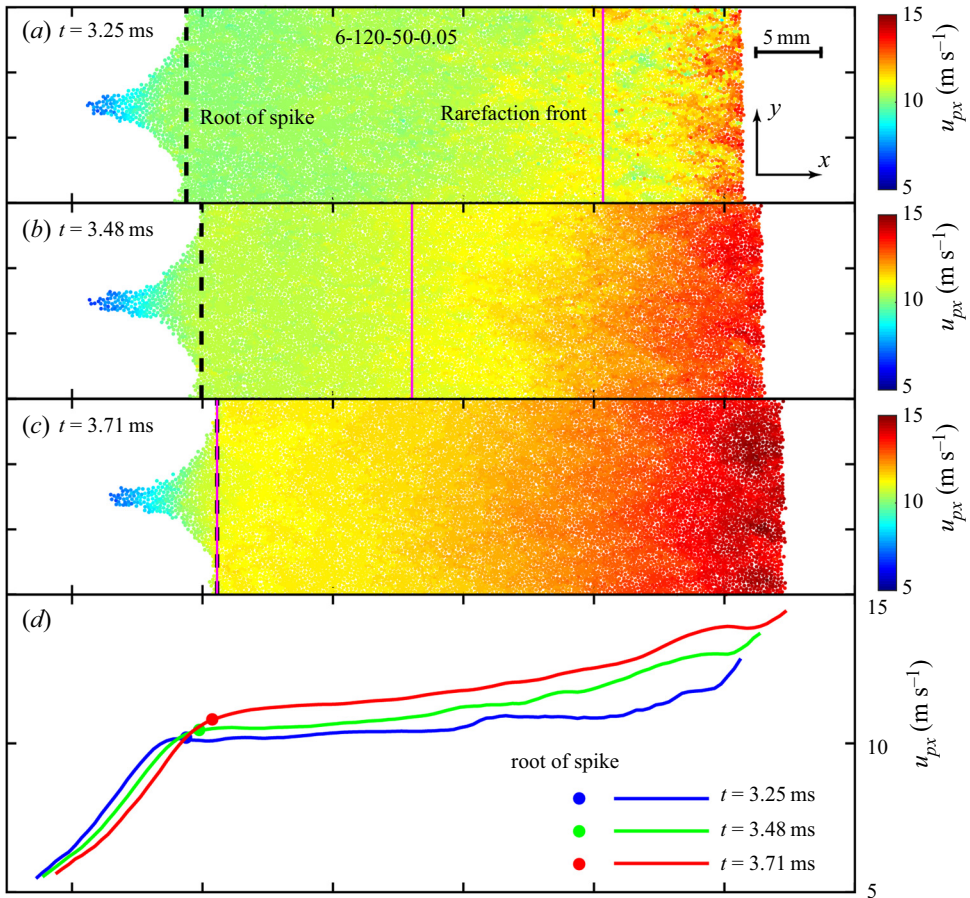 (a) t = 3.25 ms
6-120-50-0.05
5 mm
Root of spike
Rarefaction front
y
x
15
10
5
u_px (m s⁻¹)
(b) t = 3.48 ms
15
10
5
u_px (m s⁻¹)
(c) t = 3.71 ms
15
10
5
u_px (m s⁻¹)
(d)
15
10
5
u_px (m s⁻¹)
root of spike
t = 3.25 ms
t = 3.48 ms
t = 3.71 ms